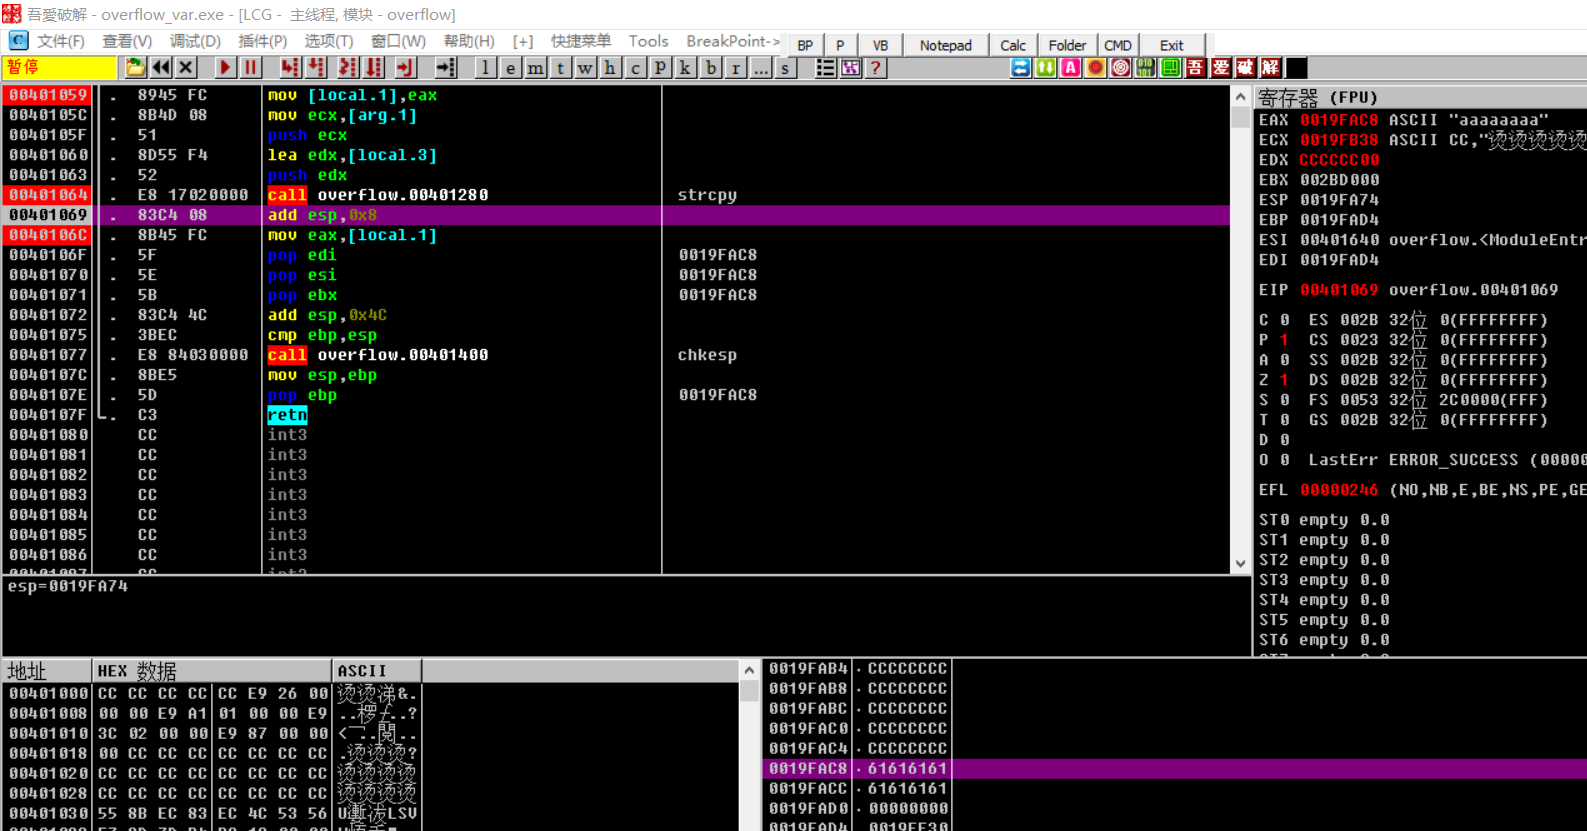 吾愛破解 - overflow_var.exe - [LCG - 主线程, 模块 - overflow]
C 文件(F) 查看(V) 调试(D) 插件(P) 选项(T) 窗口(W) 帮助(H) [+] 快捷菜单 Tools BreakPoint-> BP P VB Notepad Calc Folder CMD Exit
暂停 l e m t w h c p k b r ... s ? A 吾 爱 破 解
00401059 . 8945 FC mov [local.1],eax
0040105C . 8B4D 08 mov ecx,[arg.1]
0040105F . 51 push ecx
00401060 . 8D55 F4 lea edx,[local.3]
00401063 . 52 push edx
00401064 . E8 17020000 call overflow.00401280 strcpy
00401069 . 83C4 08 add esp,0x8
0040106C . 8B45 FC mov eax,[local.1]
0040106F . 5F pop edi 0019FAC8
00401070 . 5E pop esi 0019FAC8
00401071 . 5B pop ebx 0019FAC8
00401072 . 83C4 4C add esp,0x4C
00401075 . 3BEC cmp ebp,esp
00401077 . E8 84030000 call overflow.00401400 chkesp
0040107C . 8BE5 mov esp,ebp
0040107E . 5D pop ebp 0019FAC8
0040107F . C3 retn
00401080 CC int3
00401081 CC int3
00401082 CC int3
00401083 CC int3
00401084 CC int3
00401085 CC int3
00401086 CC int3
esp=0019FA74
寄存器 (FPU)
EAX 0019FAC8 ASCII "aaaaaaaa"
ECX 0019FB38 ASCII CC,"烫烫烫烫烫
EDX CCCCCC00
EBX 002BD000
ESP 0019FA74
EBP 0019FAD4
ESI 00401640 overflow.<ModuleEntr
EDI 0019FAD4
EIP 00401069 overflow.00401069
C 0 ES 002B 32位 0(FFFFFFFF)
P 1 CS 0023 32位 0(FFFFFFFF)
A 0 SS 002B 32位 0(FFFFFFFF)
Z 1 DS 002B 32位 0(FFFFFFFF)
S 0 FS 0053 32位 2C0000(FFF)
T 0 GS 002B 32位 0(FFFFFFFF)
D 0
O 0 LastErr ERROR_SUCCESS (00000
EFL 00000246 (NO,NB,E,BE,NS,PE,GE
ST0 empty 0.0
ST1 empty 0.0
ST2 empty 0.0
ST3 empty 0.0
ST4 empty 0.0
ST5 empty 0.0
ST6 empty 0.0
地址 HEX 数据 ASCII
00401000 CC CC CC CC CC E9 26 00 烫烫涕&.
00401008 00 00 E9 A1 01 00 00 E9
00401010 3C 02 00 00 E9 87 00 00
00401018 00 CC CC CC CC CC CC CC .烫烫烫?
00401020 CC CC CC CC CC CC CC CC 烫烫烫烫
00401028 CC CC CC CC CC CC CC CC 烫烫烫烫
00401030 55 8B EC 83 EC 4C 53 56
0019FAB4 CCCCCCCC
0019FAB8 CCCCCCCC
0019FABC CCCCCCCC
0019FAC0 CCCCCCCC
0019FAC4 CCCCCCCC
0019FAC8 61616161
0019FACC 61616161
0019FAD0 00000000